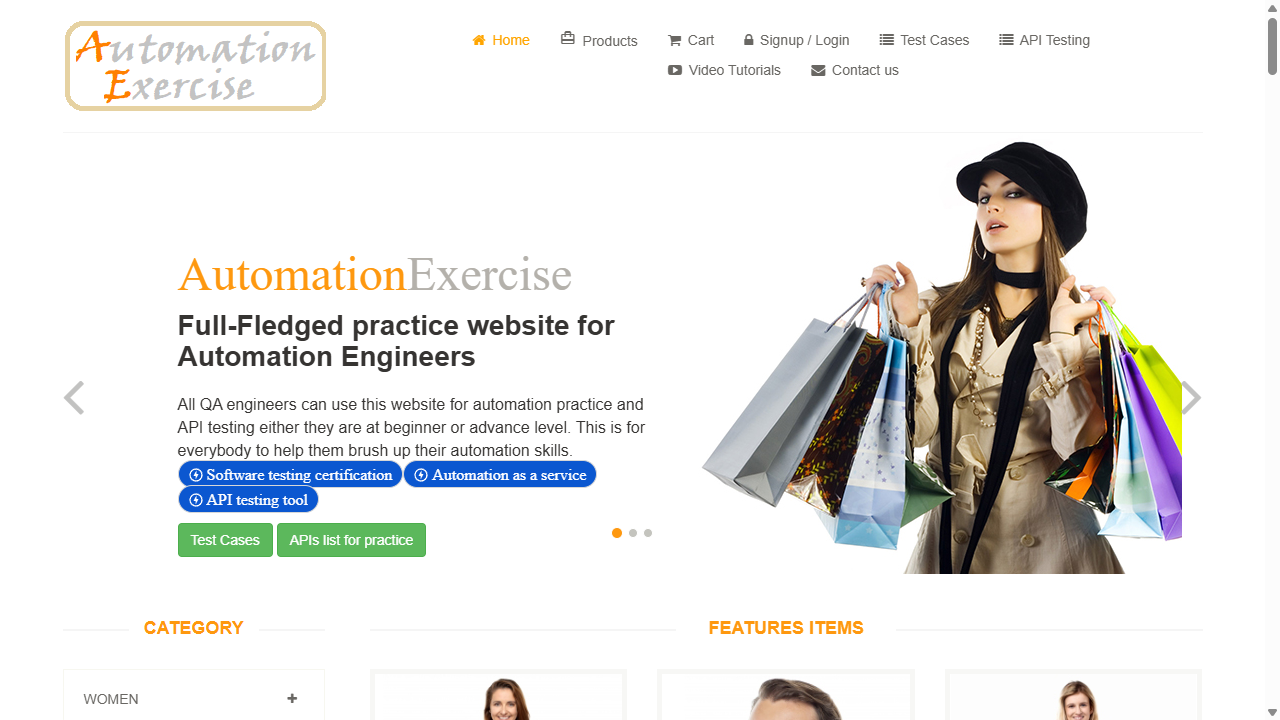 Automation
Exercise
Home
Products
Cart
Signup / Login
Test Cases
API Testing
Video Tutorials
Contact us
AutomationExercise
Full-Fledged practice website for
Automation Engineers
All QA engineers can use this website for automation practice and
API testing either they are at beginner or advance level. This is for
everybody to help them brush up their automation skills.
Software testing certification
Automation as a service
API testing tool
Test Cases
APIs list for practice
CATEGORY
FEATURES ITEMS
WOMEN